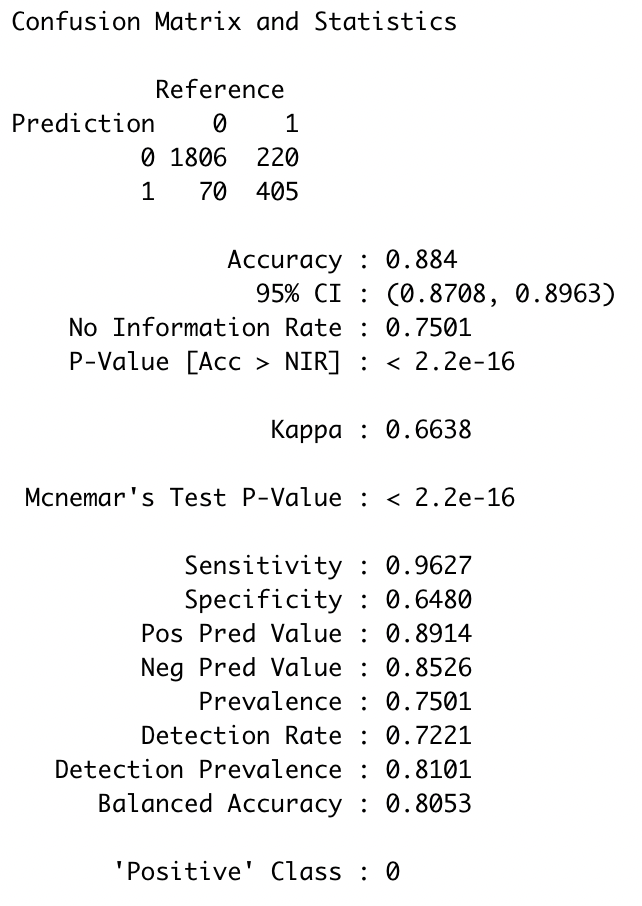 Confusion Matrix and Statistics
Reference
Prediction 0 1
0 1806 220
1 70 405
Accuracy : 0.884
95% CI : (0.8708, 0.8963)
No Information Rate : 0.7501
P-Value [Acc > NIR] : < 2.2e-16
Kappa : 0.6638
Mcnemar's Test P-Value : < 2.2e-16
Sensitivity : 0.9627
Specificity : 0.6480
Pos Pred Value : 0.8914
Neg Pred Value : 0.8526
Prevalence : 0.7501
Detection Rate : 0.7221
Detection Prevalence : 0.8101
Balanced Accuracy : 0.8053
'Positive' Class : 0